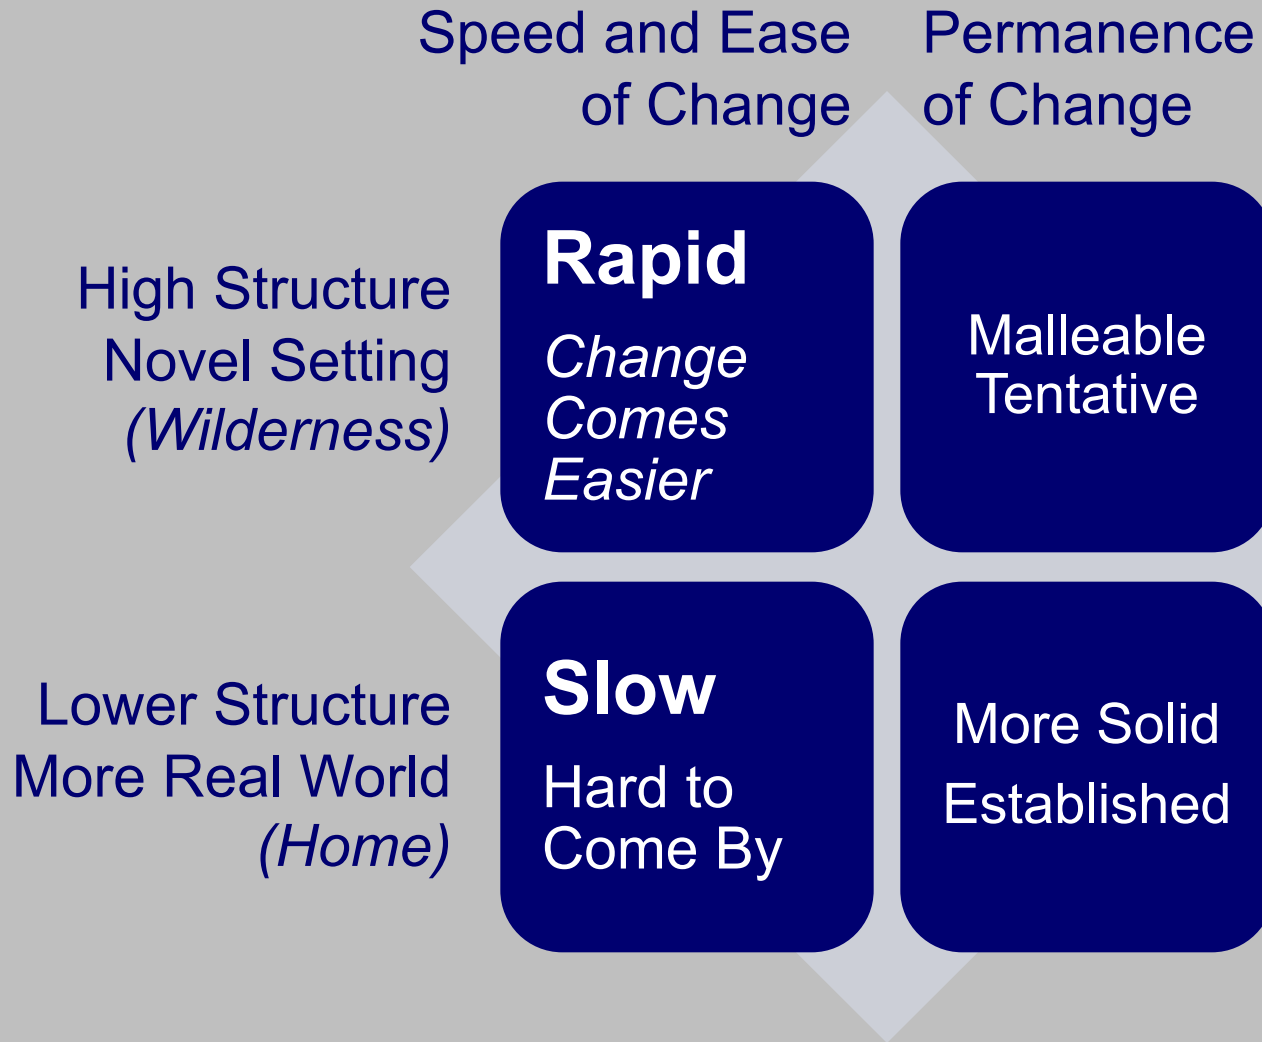 Speed and Ease
of Change
Permanence
of Change
High Structure
Novel Setting
(Wilderness)
Rapid
Change
Comes
Easier
Malleable
Tentative
Lower Structure
More Real World
(Home)
Slow
Hard to
Come By
More Solid
Established